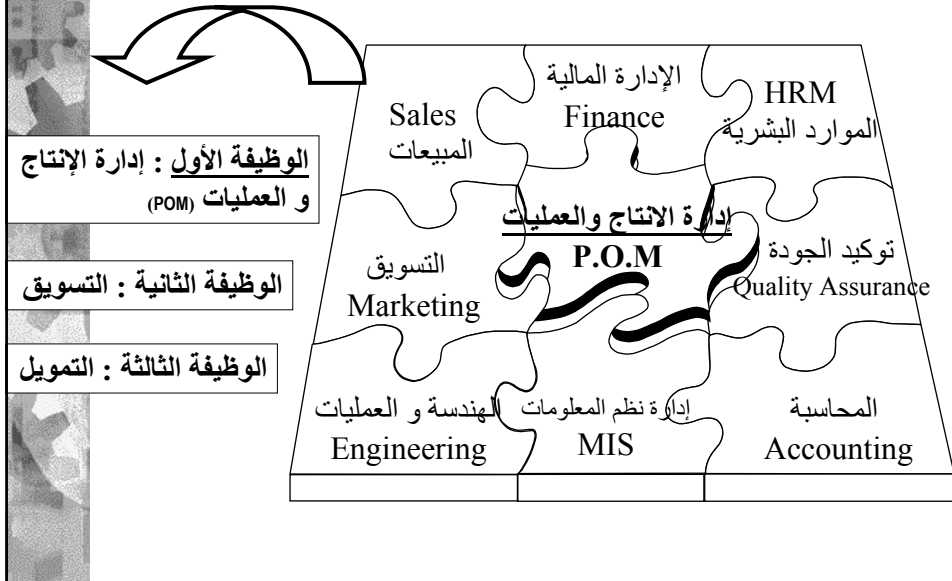 الإدارة المالية
Finance
HRM
الموارد البشرية
Sales
المبيعات
الوظيفة الأول : إدارة الإنتاج
و العمليات (POM)
إدارة الانتاج والعمليات
P.O.M
توكيد الجودة
Quality Assurance
التسويق
Marketing
الوظيفة الثانية : التسويق
الوظيفة الثالثة : التمويل
المحاسبة
Accounting
إدارة نظم المعلومات
MIS
الهندسة و العمليات
Engineering